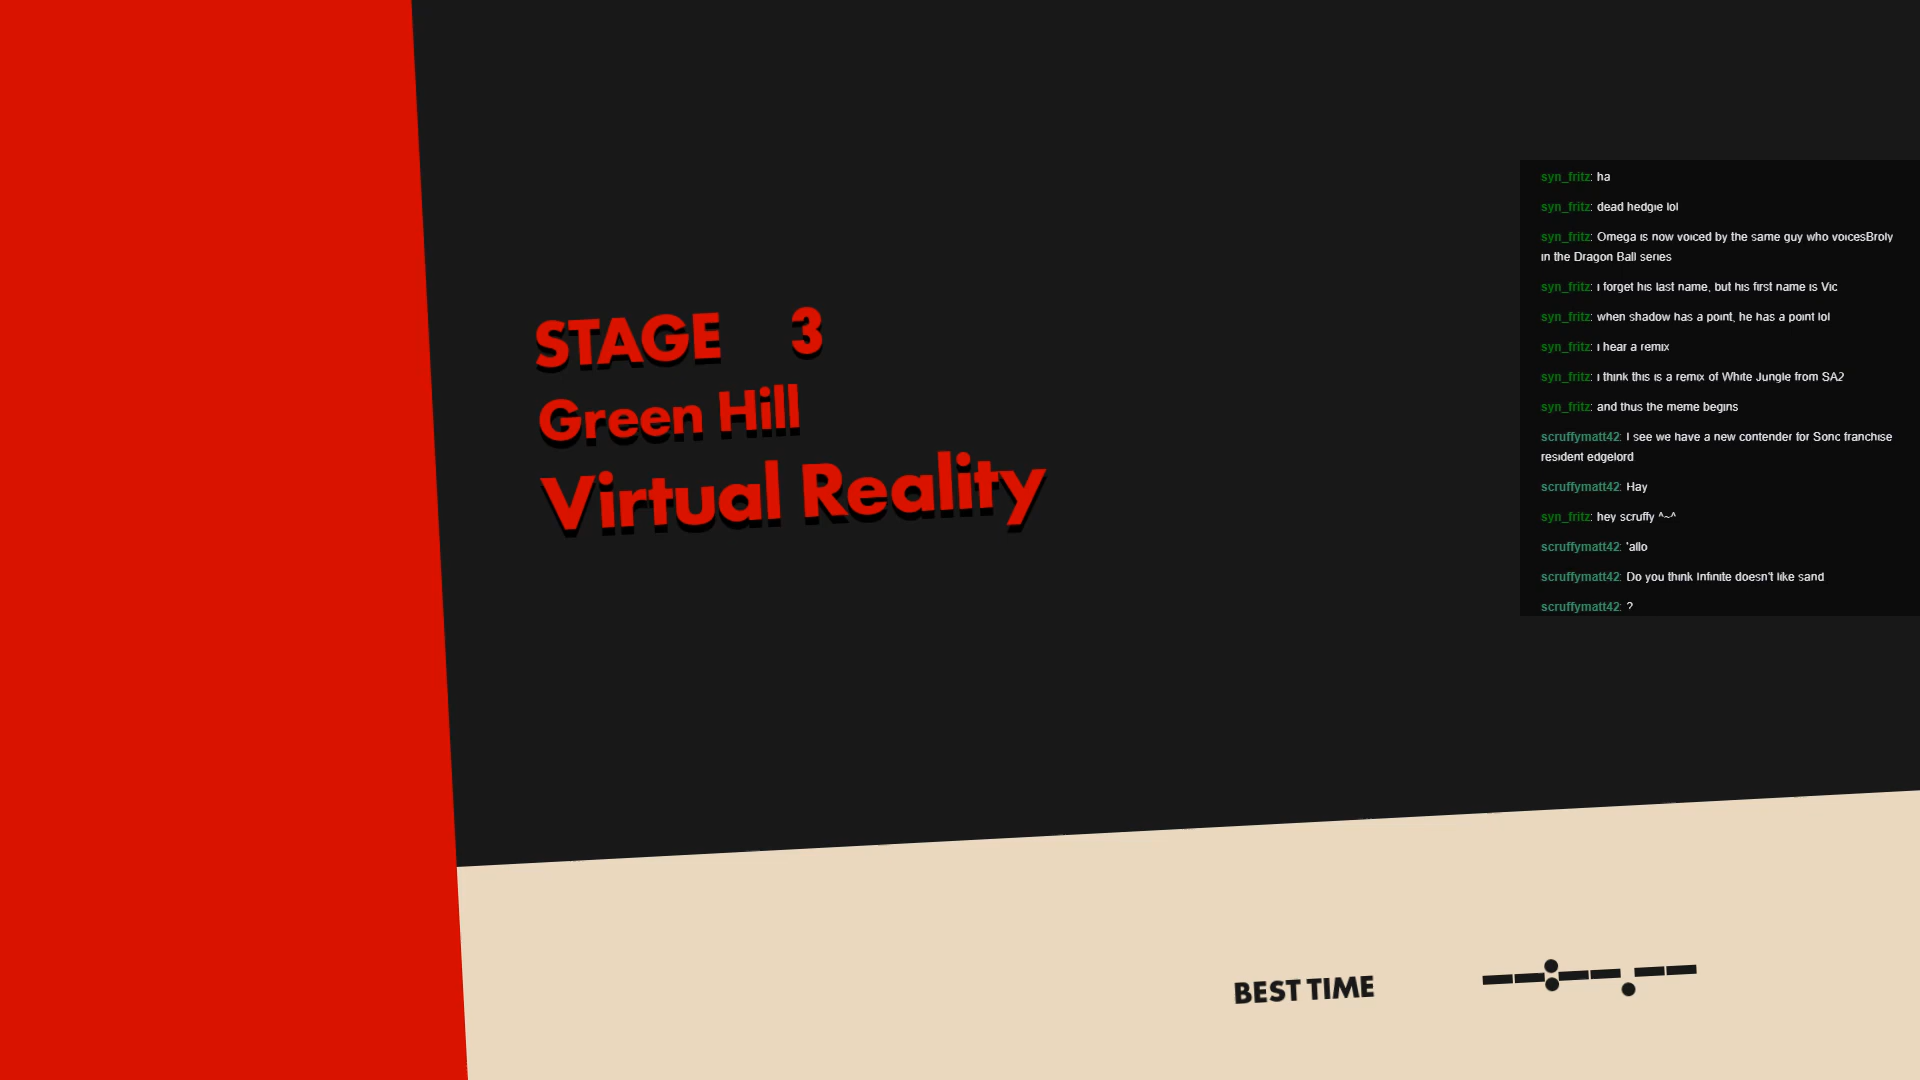 STAGE 3
Green Hill
Virtual Reality
syn_fritz: ha
syn_fritz: dead hedgie lol
syn_fritz: Omega is now voiced by the same guy who voicesBroly
in the Dragon Ball series
syn_fritz: i forget his last name, but his first name is Vic
syn_fritz: when shadow has a point, he has a point lol
syn_fritz: i hear a remix
syn_fritz: i think this is a remix of White Jungle from SA2
syn_fritz: and thus the meme begins
scruffymatt42: I see we have a new contender for Sonc franchise
resident edgelord
scruffymatt42: Hay
syn_fritz: hey scruffy ^~^
scruffymatt42: 'allo
scruffymatt42: Do you think Infinite doesn't like sand
scruffymatt42: ?
BEST TIME --:--.--